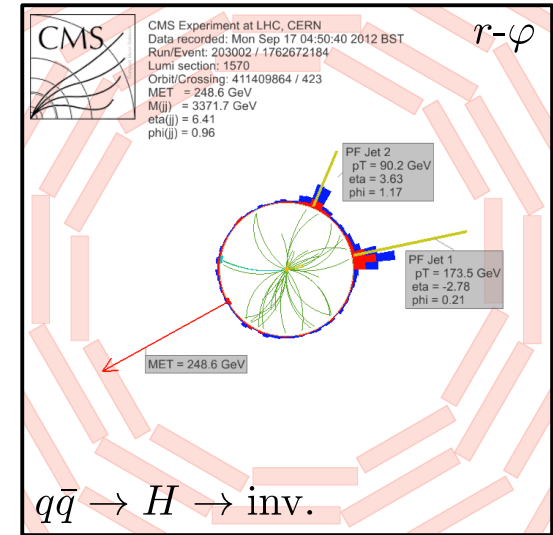 CMS
CMS Experiment at LHC, CERN
Data recorded: Mon Sep 17 04:50:40 2012 BST
Run/Event: 203002 / 1762672184
Lumi section: 1570
Orbit/Crossing: 411409864 / 423
MET = 248.6 GeV
M(jj) = 3371.7 GeV
eta(jj) = 6.41
phi(jj) = 0.96
r-φ
PF Jet 2
pT = 90.2 GeV
eta = 3.63
phi = 1.17
PF Jet 1
pT = 173.5 GeV
eta = -2.78
phi = 0.21
MET = 248.6 GeV
qq̄ → H → inv.